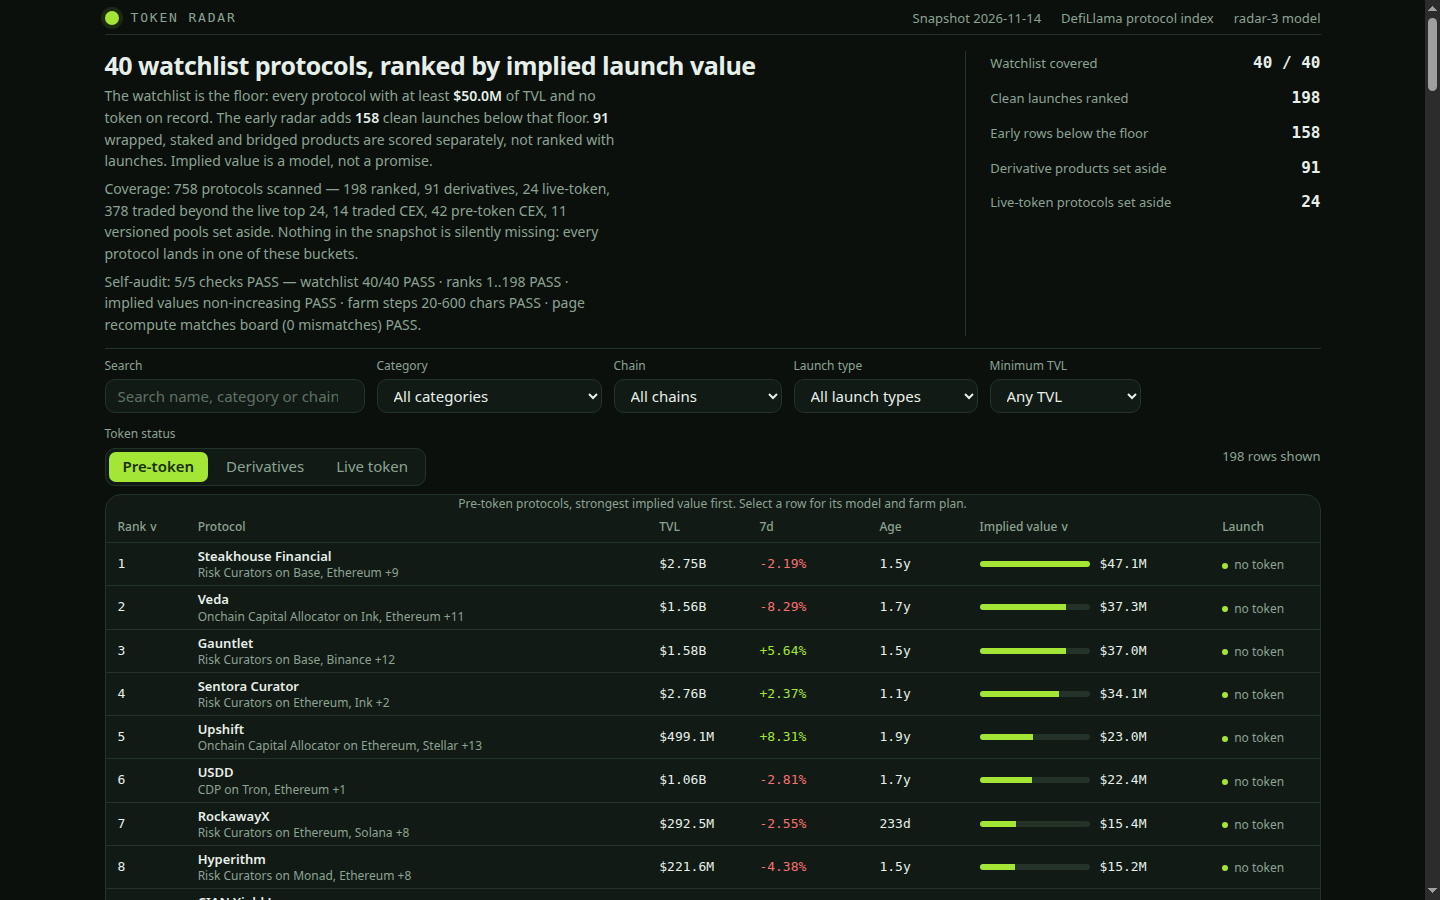 TOKEN RADAR
Snapshot 2026-11-14 DefiLlama protocol index radar-3 model
40 watchlist protocols, ranked by implied launch value
The watchlist is the floor: every protocol with at least $50.0M of TVL and no
token on record. The early radar adds 158 clean launches below that floor. 91
wrapped, staked and bridged products are scored separately, not ranked with
launches. Implied value is a model, not a promise.
Coverage: 758 protocols scanned — 198 ranked, 91 derivatives, 24 live-token,
378 traded beyond the live top 24, 14 traded CEX, 42 pre-token CEX, 11
versioned pools set aside. Nothing in the snapshot is silently missing: every
protocol lands in one of these buckets.
Self-audit: 5/5 checks PASS — watchlist 40/40 PASS · ranks 1..198 PASS ·
implied values non-increasing PASS · farm steps 20-600 chars PASS · page
recompute matches board (0 mismatches) PASS.
Watchlist covered 40 / 40
Clean launches ranked 198
Early rows below the floor 158
Derivative products set aside 91
Live-token protocols set aside 24
Search Category Chain Launch type Minimum TVL
Search name, category or chain All categories All chains All launch types Any TVL
Token status
Pre-token Derivatives Live token
198 rows shown
Pre-token protocols, strongest implied value first. Select a row for its model and farm plan.
Rank v Protocol TVL 7d Age Implied value v Launch
1 Steakhouse Financial $2.75B -2.19% 1.5y $47.1M no token
Risk Curators on Base, Ethereum +9
2 Veda $1.56B -8.29% 1.7y $37.3M no token
Onchain Capital Allocator on Ink, Ethereum +11
3 Gauntlet $1.58B +5.64% 1.5y $37.0M no token
Risk Curators on Base, Binance +12
4 Sentora Curator $2.76B +2.37% 1.1y $34.1M no token
Risk Curators on Ethereum, Ink +2
5 Upshift $499.1M +8.31% 1.9y $23.0M no token
Onchain Capital Allocator on Ethereum, Stellar +13
6 USDD $1.06B -2.81% 1.7y $22.4M no token
CDP on Tron, Ethereum +1
7 RockawayX $292.5M -2.55% 233d $15.4M no token
Risk Curators on Ethereum, Solana +8
8 Hyperithm $221.6M -4.38% 1.5y $15.2M no token
Risk Curators on Monad, Ethereum +8